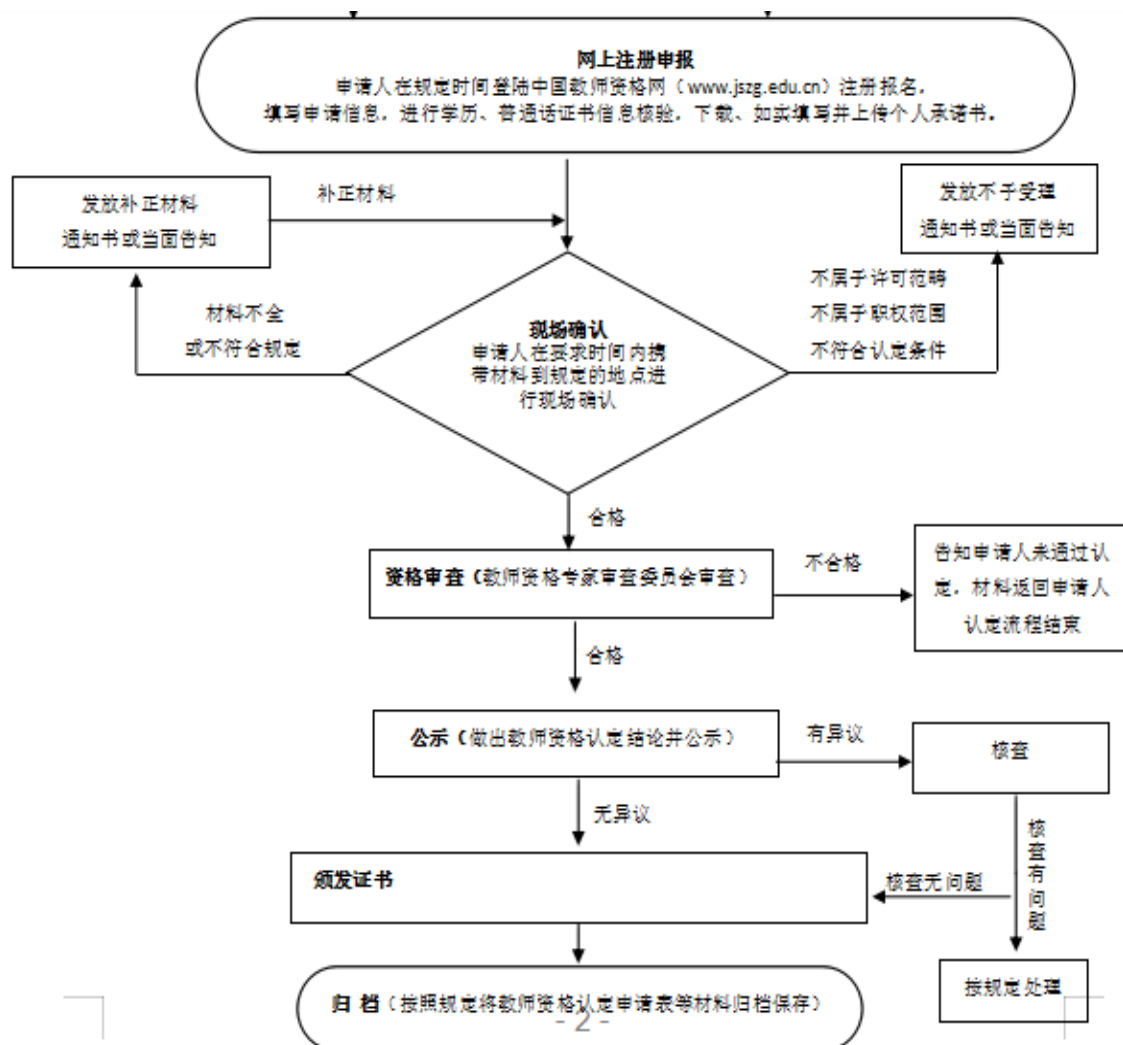 网上注册申报
申请人在规定时间登陆中国教师资格网（www.jszg.edu.cn）注册报名，
填写申请信息，进行学历、普通话证书信息核验，下载、如实填写并上传个人承诺书。
发放补正材料
通知书或当面告知
补正材料
发放不予受理
通知书或当面告知
材料不全
或不符合规定
不属于许可范畴
不属于职权范围
不符合认定条件
现场确认
申请人在要求时间内携
带材料到规定的地点进
行现场确认
合格
资格审查（教师资格专家审查委员会审查）
不合格
告知申请人未通过认
定，材料返回申请人
认定流程结束
合格
公示（做出教师资格认定结论并公示）
有异议
核查
无异议
颁发证书
核查无问题
核查有问题
归 档（按照规定将教师资格认定申请表等材料归档保存）
按规定处理
- 2 -